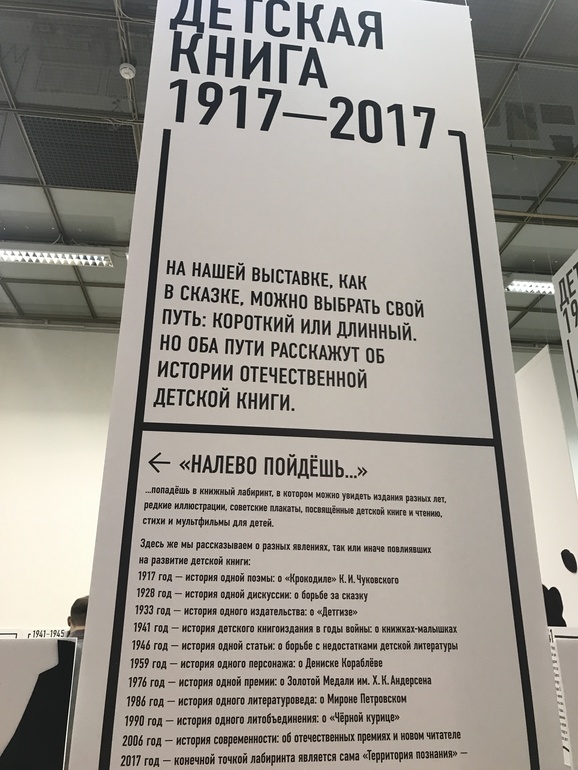 ДЕТСКАЯ
КНИГА
1917—2017
НА НАШЕЙ ВЫСТАВКЕ, КАК
В СКАЗКЕ, МОЖНО ВЫБРАТЬ СВОЙ
ПУТЬ: КОРОТКИЙ ИЛИ ДЛИННЫЙ.
НО ОБА ПУТИ РАССКАЖУТ ОБ
ИСТОРИИ ОТЕЧЕСТВЕННОЙ
ДЕТСКОЙ КНИГИ.
← «НАЛЕВО ПОЙДЁШЬ...»
...попадёшь в книжный лабиринт, в котором можно увидеть издания разных лет,
редкие иллюстрации, советские плакаты, посвящённые детской книге и чтению,
стихи и мультфильмы для детей.
Здесь же мы рассказываем о разных явлениях, так или иначе повлиявших
на развитие детской книги:
1917 год — история одной поэмы: о «Крокодиле» К. И. Чуковского
1928 год — история одной дискуссии: о борьбе за сказку
1933 год — история одного издательства: о «Детгизе»
1941 год — история детского книгоиздания в годы войны: о книжках-малышках
1946 год — история одной статьи: о борьбе с недостатками детской литературы
1959 год — история одного персонажа: о Дениске Кораблёве
1976 год — история одной премии: о Золотой Медали им. Х. К. Андерсена
1986 год — история одного литературоведа: о Мироне Петровском
1990 год — история одного литобъединения: о «Чёрной курице»
2006 год — история современности: об отечественных премиях и новом читателе
2017 год — конечной точкой лабиринта является сама «Территория познания» —
1941-1945